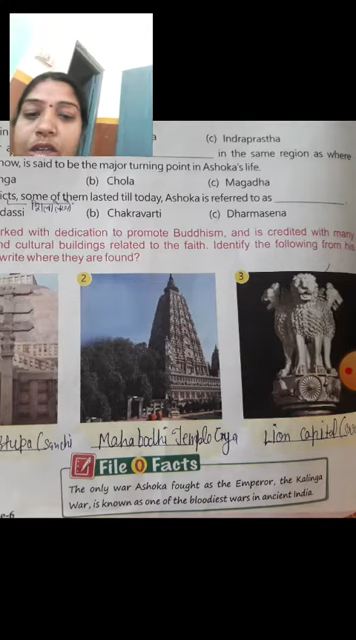 in
a (c) Indraprastha
in the same region as where
now, is said to be the major turning point in Ashoka's life.
nga (b) Chola (c) Magadha
icts, some of them lasted till today, Ashoka is referred to as
dassi (b) Chakravarti (c) Dharmasena
rked with dedication to promote Buddhism, and is credited with many
nd cultural buildings related to the faith. Identify the following from his
write where they are found?
2 3
stupa (Sanchi Mahabodhi Templo Gya Lion Capital
File O Facts
The only war Ashoka fought as the Emperor, the Kalinga
War, is known as one of the bloodiest wars in ancient India.
e-6